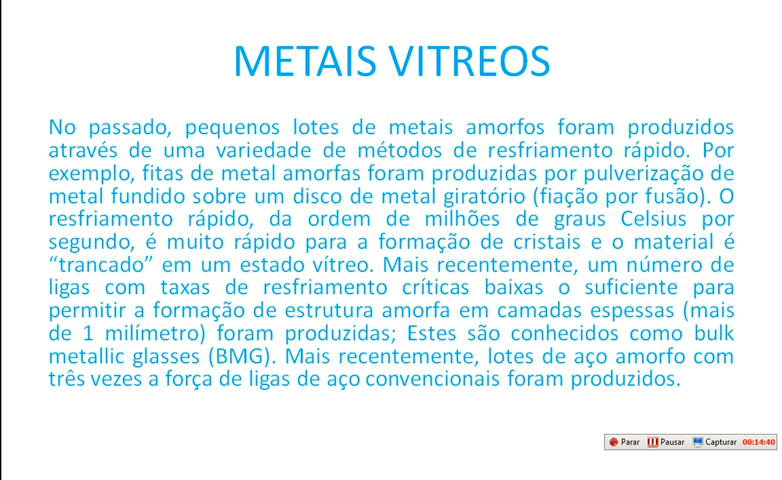 METAIS VITREOS
No passado, pequenos lotes de metais amorfos foram produzidos
através de uma variedade de métodos de resfriamento rápido. Por
exemplo, fitas de metal amorfas foram produzidas por pulverização de
metal fundido sobre um disco de metal giratório (fiação por fusão). O
resfriamento rápido, da ordem de milhões de graus Celsius por
segundo, é muito rápido para a formação de cristais e o material é
“trancado” em um estado vítreo. Mais recentemente, um número de
ligas com taxas de resfriamento críticas baixas o suficiente para
permitir a formação de estrutura amorfa em camadas espessas (mais
de 1 milímetro) foram produzidas; Estes são conhecidos como bulk
metallic glasses (BMG). Mais recentemente, lotes de aço amorfo com
três vezes a força de ligas de aço convencionais foram produzidos.
Parar Pausar Capturar 00:14:40